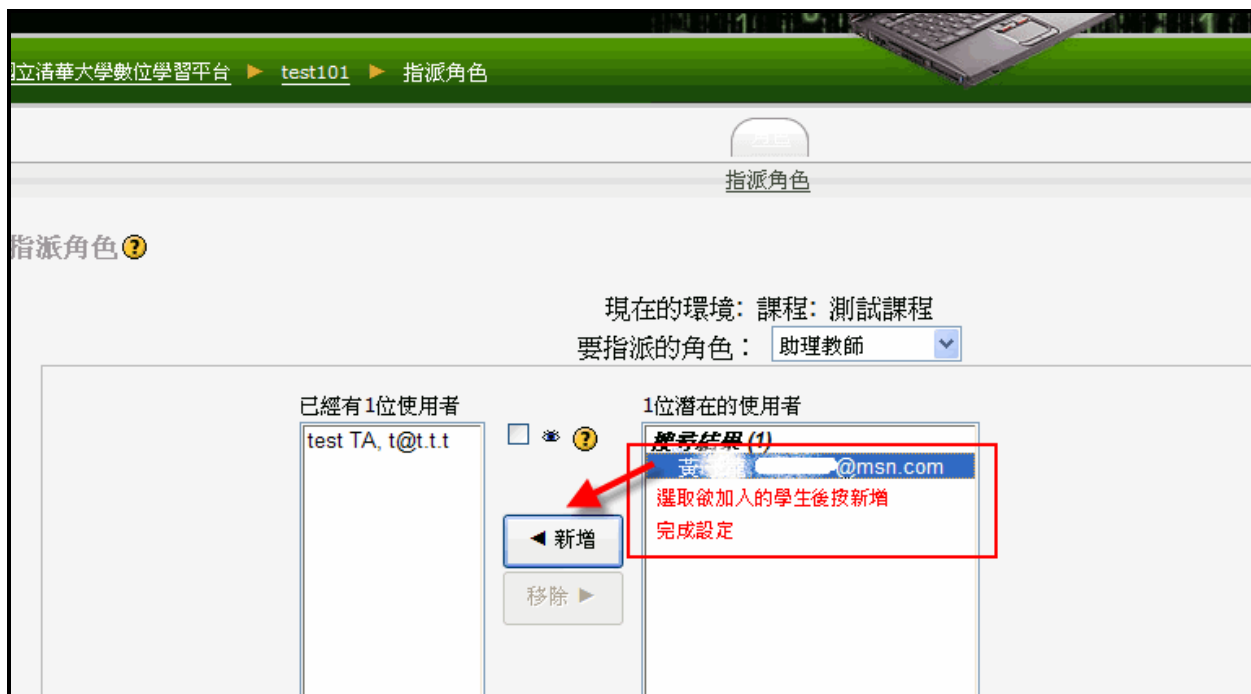 立清華大學數位學習平台 ► test101 ► 指派角色
指派角色
指派角色
現在的環境: 課程: 測試課程
要指派的角色： 助理教師
已經有1位使用者
1位潛在的使用者
test TA, t@t.t.t
搜尋結果 (1)
黃 @msn.com
選取欲加入的學生後按新增
完成設定
◄ 新增
移除 ►